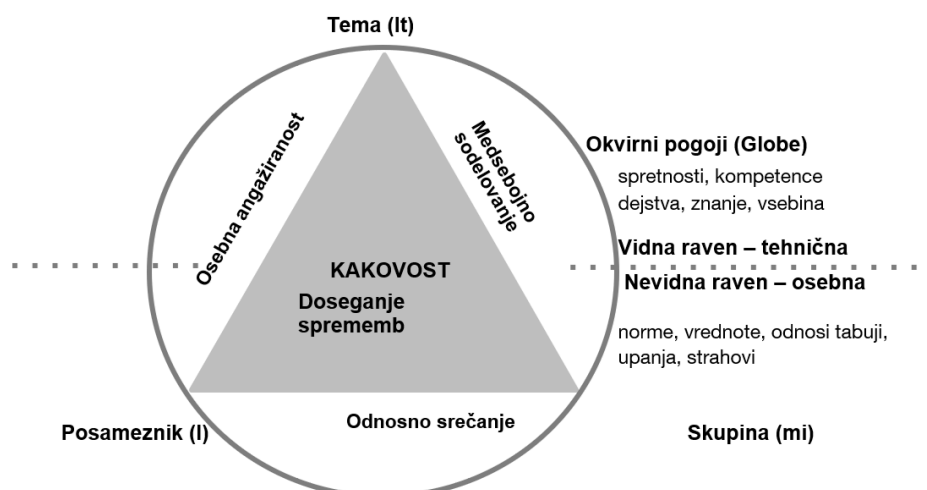 Tema (It)
Osebna angažiranost
Medsebojno
sodelovanje
Okvirni pogoji (Globe)
spretnosti, kompetence
dejstva, znanje, vsebina
Vidna raven – tehnična
Nevidna raven – osebna
KAKOVOST
Doseganje
sprememb
norme, vrednote, odnosi tabuji,
upanja, strahovi
Odnosno srečanje
Posameznik (I)
Skupina (mi)